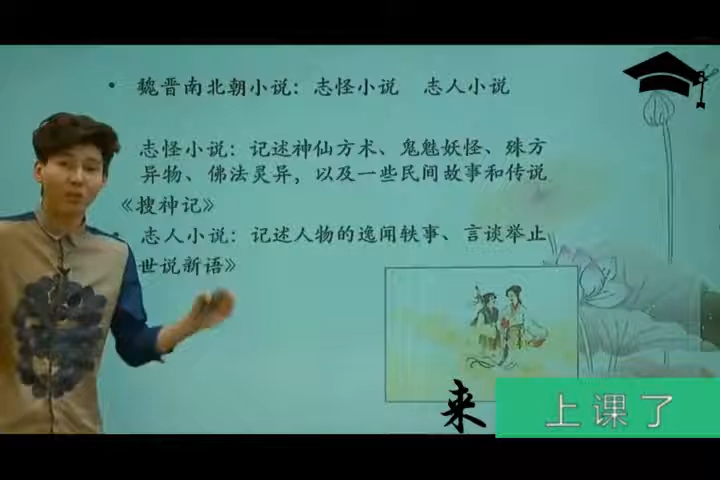 • 魏晋南北朝小说：志怪小说 志人小说
志怪小说：记述神仙方术、鬼魅妖怪、殊方
异物、佛法灵异，以及一些民间故事和传说
《搜神记》
志人小说：记述人物的逸闻轶事、言谈举止
世说新语》
来 上课了